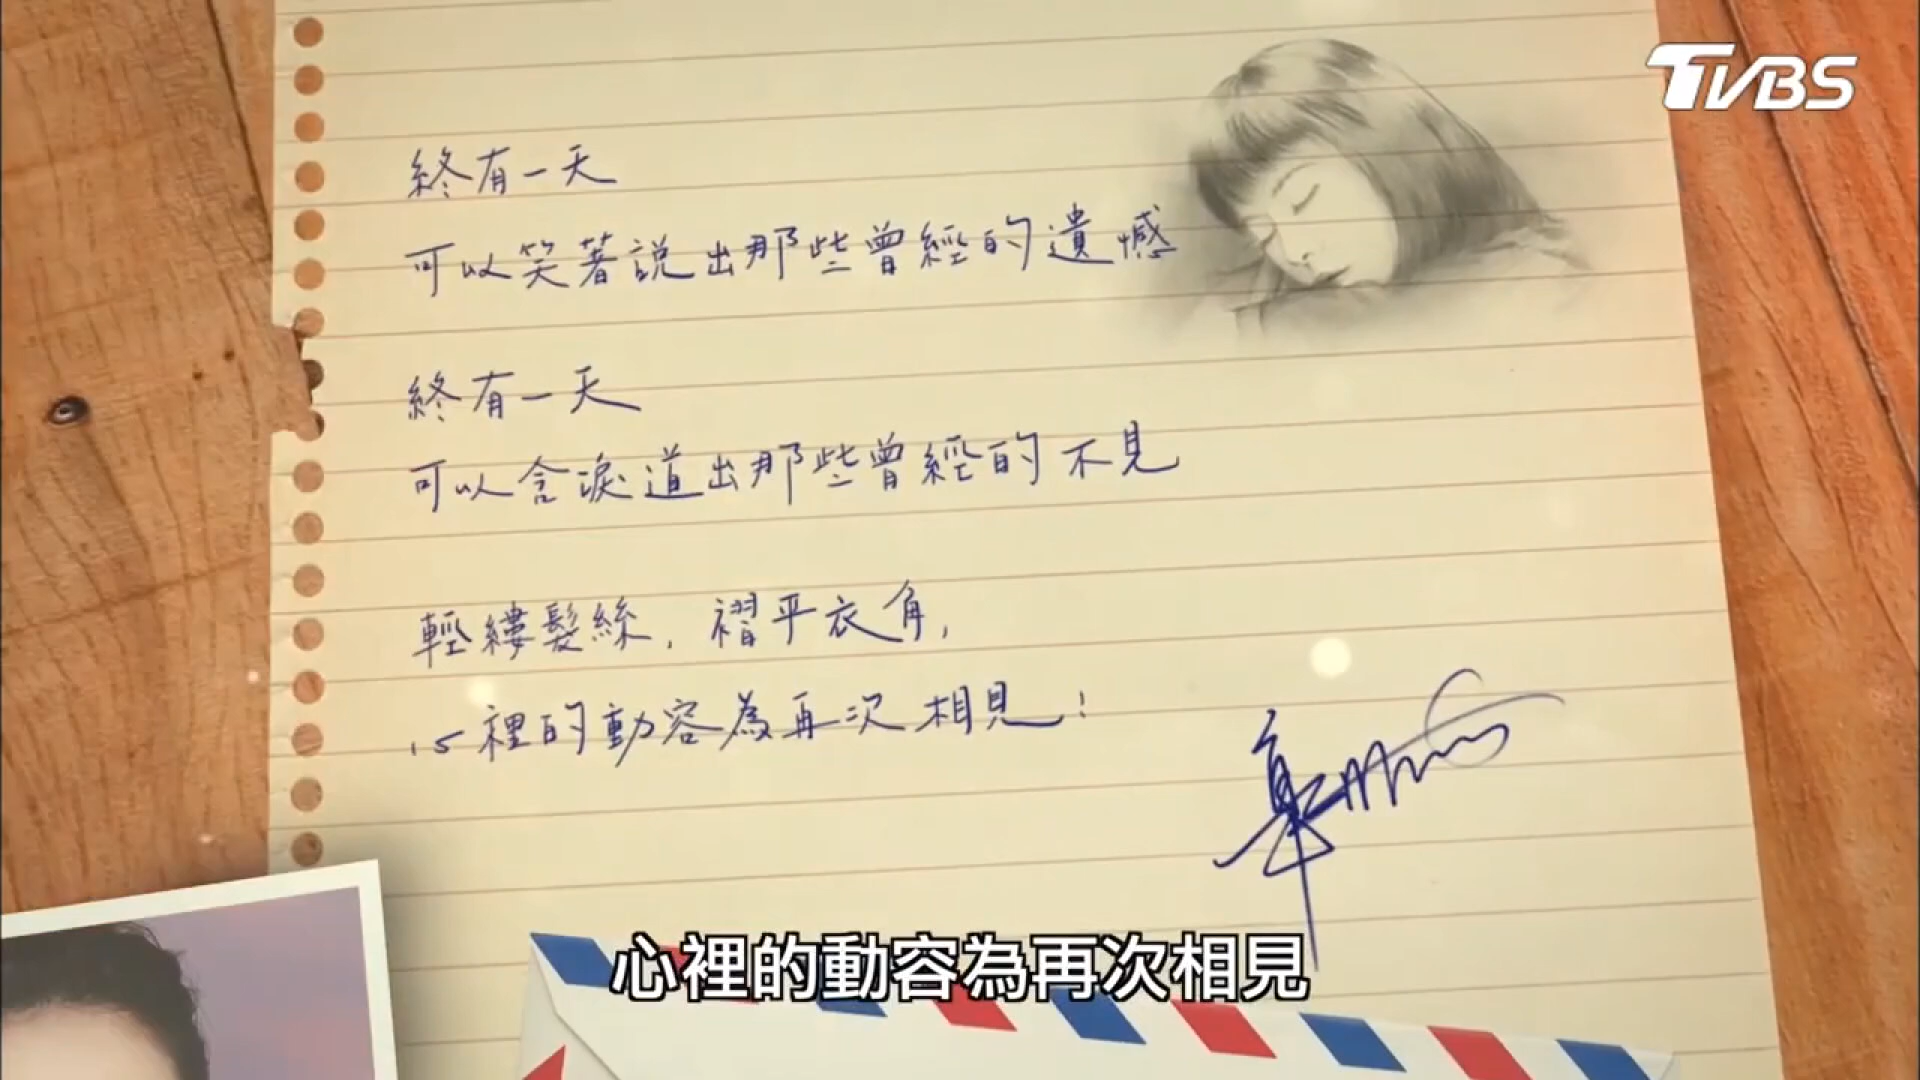 TVBS
終有一天
可以笑著說出那些曾經的遺憾
終有一天
可以含淚道出那些曾經的不見
輕縷髮絲，褶平衣角，
心裡的動容為再次相見！
心裡的動容為再次相見